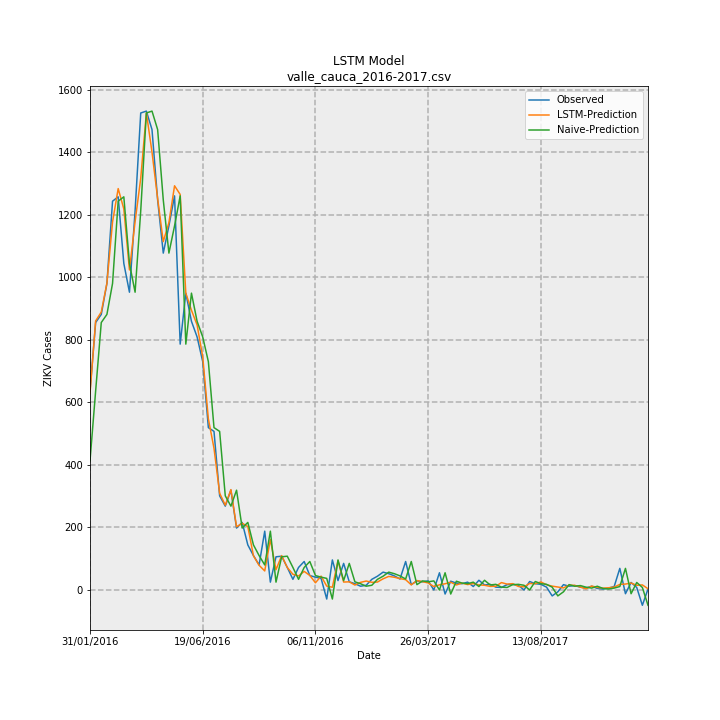 LSTM Model
valle_cauca_2016-2017.csv
Observed
LSTM-Prediction
Naive-Prediction
1600
1400
1200
1000
800
600
400
200
0
ZIKV Cases
31/01/2016
19/06/2016
06/11/2016
26/03/2017
13/08/2017
Date